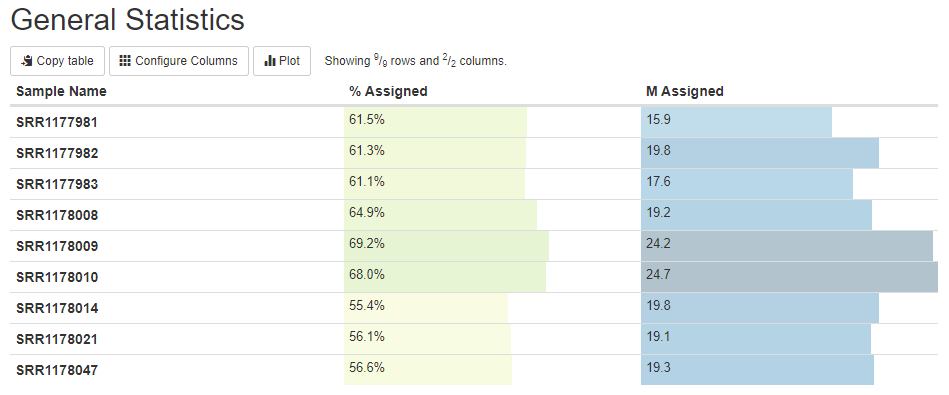 General Statistics
Copy table Configure Columns Plot Showing 9/9 rows and 2/2 columns.
Sample Name % Assigned M Assigned
SRR1177981 61.5% 15.9
SRR1177982 61.3% 19.8
SRR1177983 61.1% 17.6
SRR1178008 64.9% 19.2
SRR1178009 69.2% 24.2
SRR1178010 68.0% 24.7
SRR1178014 55.4% 19.8
SRR1178021 56.1% 19.1
SRR1178047 56.6% 19.3